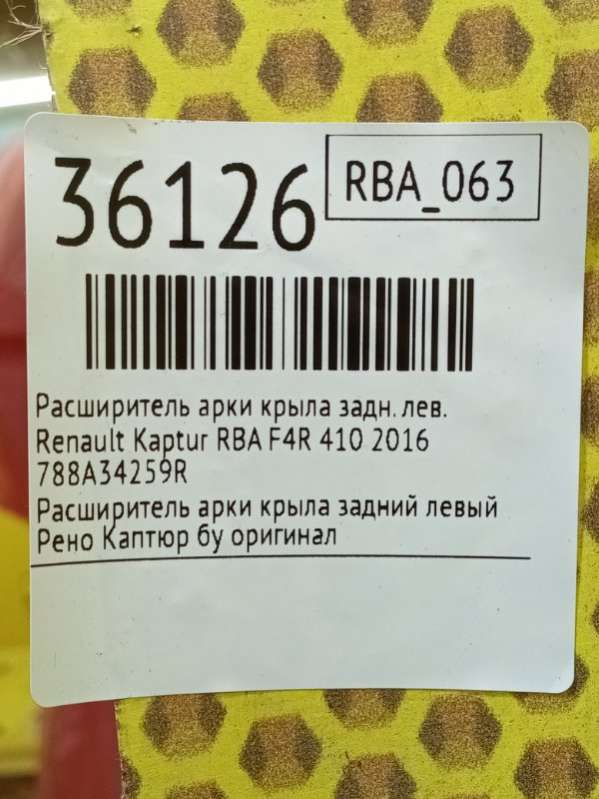 36126
RBA_063
Расширитель арки крыла задн. лев.
Renault Kaptur RBA F4R 410 2016
788A34259R
Расширитель арки крыла задний левый
Рено Каптюр бу оригинал